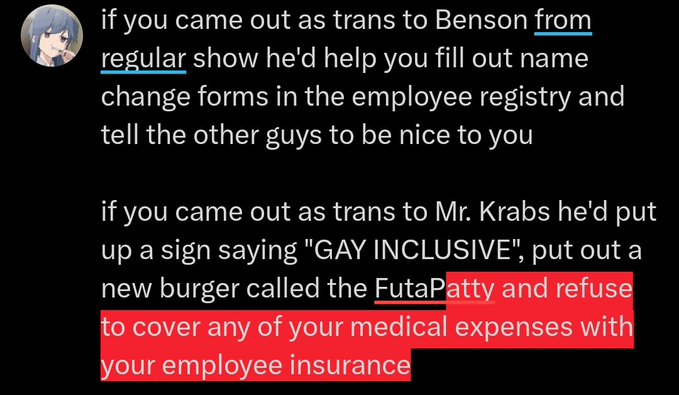 if you came out as trans to Benson from
regular show he'd help you fill out name
change forms in the employee registry and
tell the other guys to be nice to you
if you came out as trans to Mr. Krabs he'd put
up a sign saying "GAY INCLUSIVE", put out a
new burger called the FutaPatty and refuse
to cover any of your medical expenses with
your employee insurance